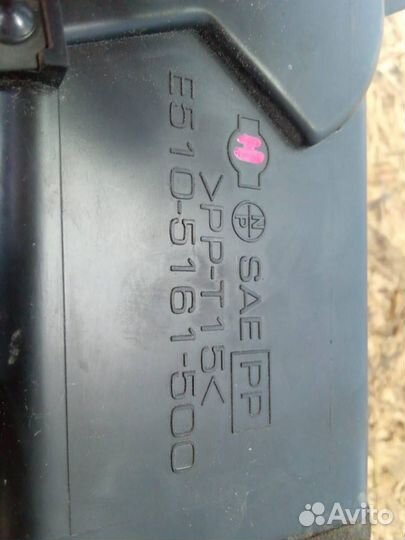 N
P SAE PP
>PP-T15<
E510-5161-500
Avito